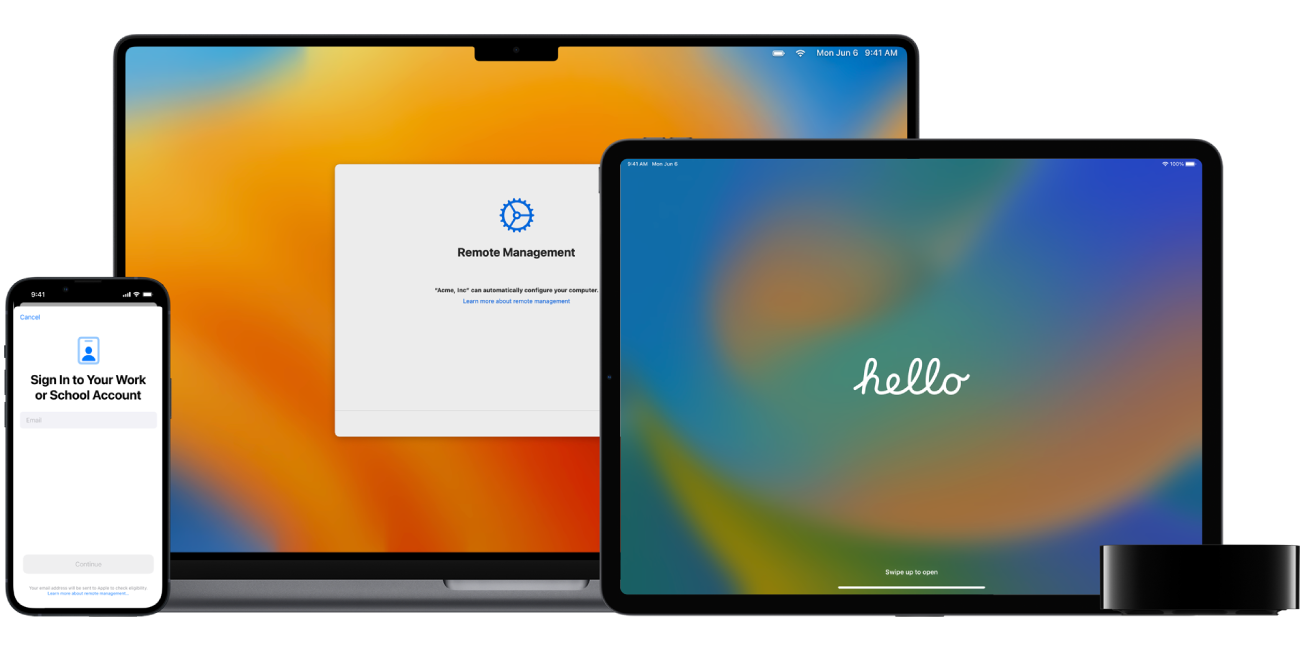 Mon Jun 6 9:41 AM
Remote Management
"Acme, Inc" can automatically configure your computer.
Learn more about remote management
9:41 AM Mon Jun 6
100%
hello
Swipe up to open
9:41
Cancel
Sign In to Your Work
or School Account
Email
Continue
Your email address will be sent to Apple to check eligibility.
Learn more about remote management...